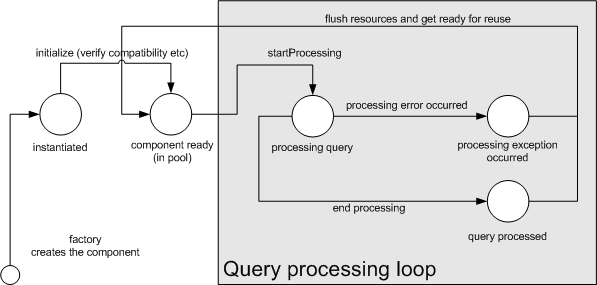 flush resources and get ready for reuse
initialize (verify compatibility etc)
startProcessing
processing error occurred
instantiated
component ready
(in pool)
processing query
processing exception
occurred
end processing
query processed
factory
creates the component
Query processing loop